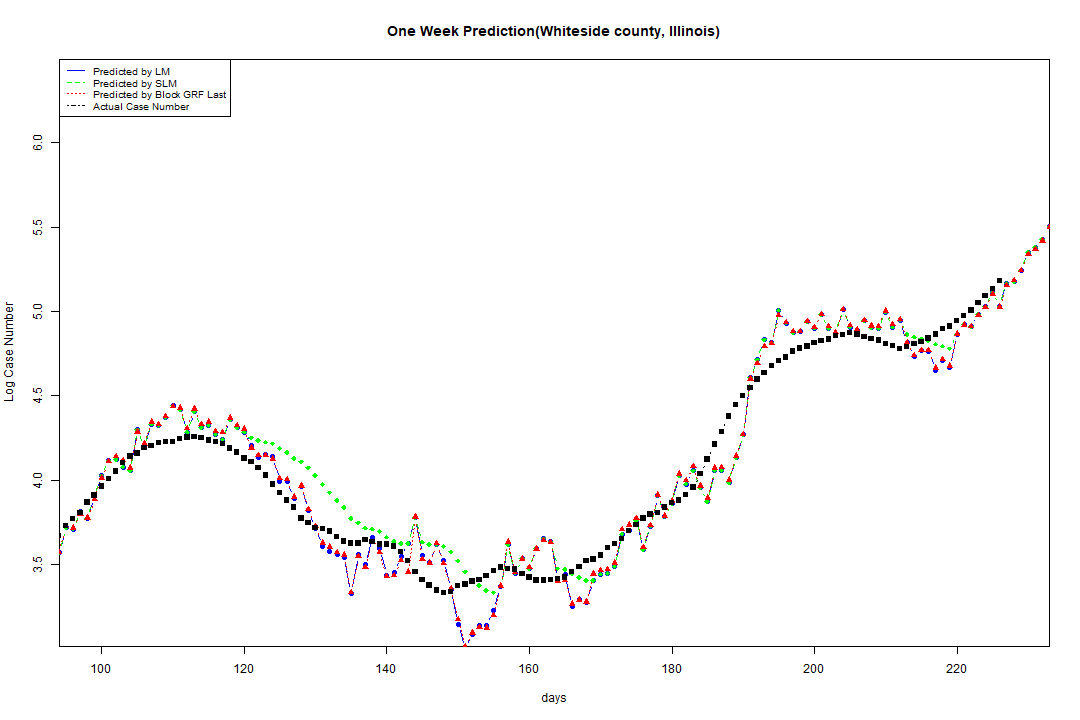 One Week Prediction(Whiteside county, Illinois)
Predicted by LM
Predicted by SLM
Predicted by Block GRF Last
Actual Case Number
6.0
5.5
5.0
4.5
4.0
3.5
Log Case Number
100 120 140 160 180 200 220
days